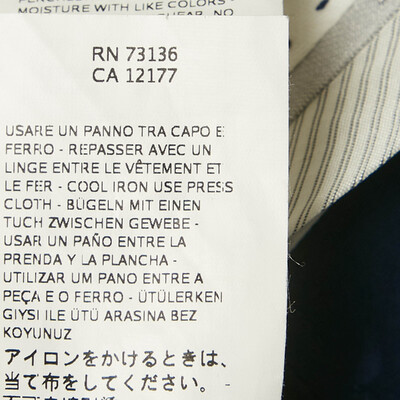 MOISTURE WITH LIKE COLORS -
RN 73136
CA 12177
USARE UN PANNO TRA CAPO E
FERRO - REPASSER AVEC UN
LINGE ENTRE LE VÊTEMENT ET
LE FER - COOL IRON USE PRESS
CLOTH - BÜGELN MIT EINEN
TUCH ZWISCHEN GEWEBE -
USAR UN PAÑO ENTRE LA
PRENDA Y LA PLANCHA -
UTILIZAR UM PANO ENTRE A
PEÇA E O FERRO - ÜTÜLERKEN
GIYSI ILE ÜTÜ ARASINA BEZ
KOYUNUZ
アイロンをかけるときは、
当て布をしてください。 -